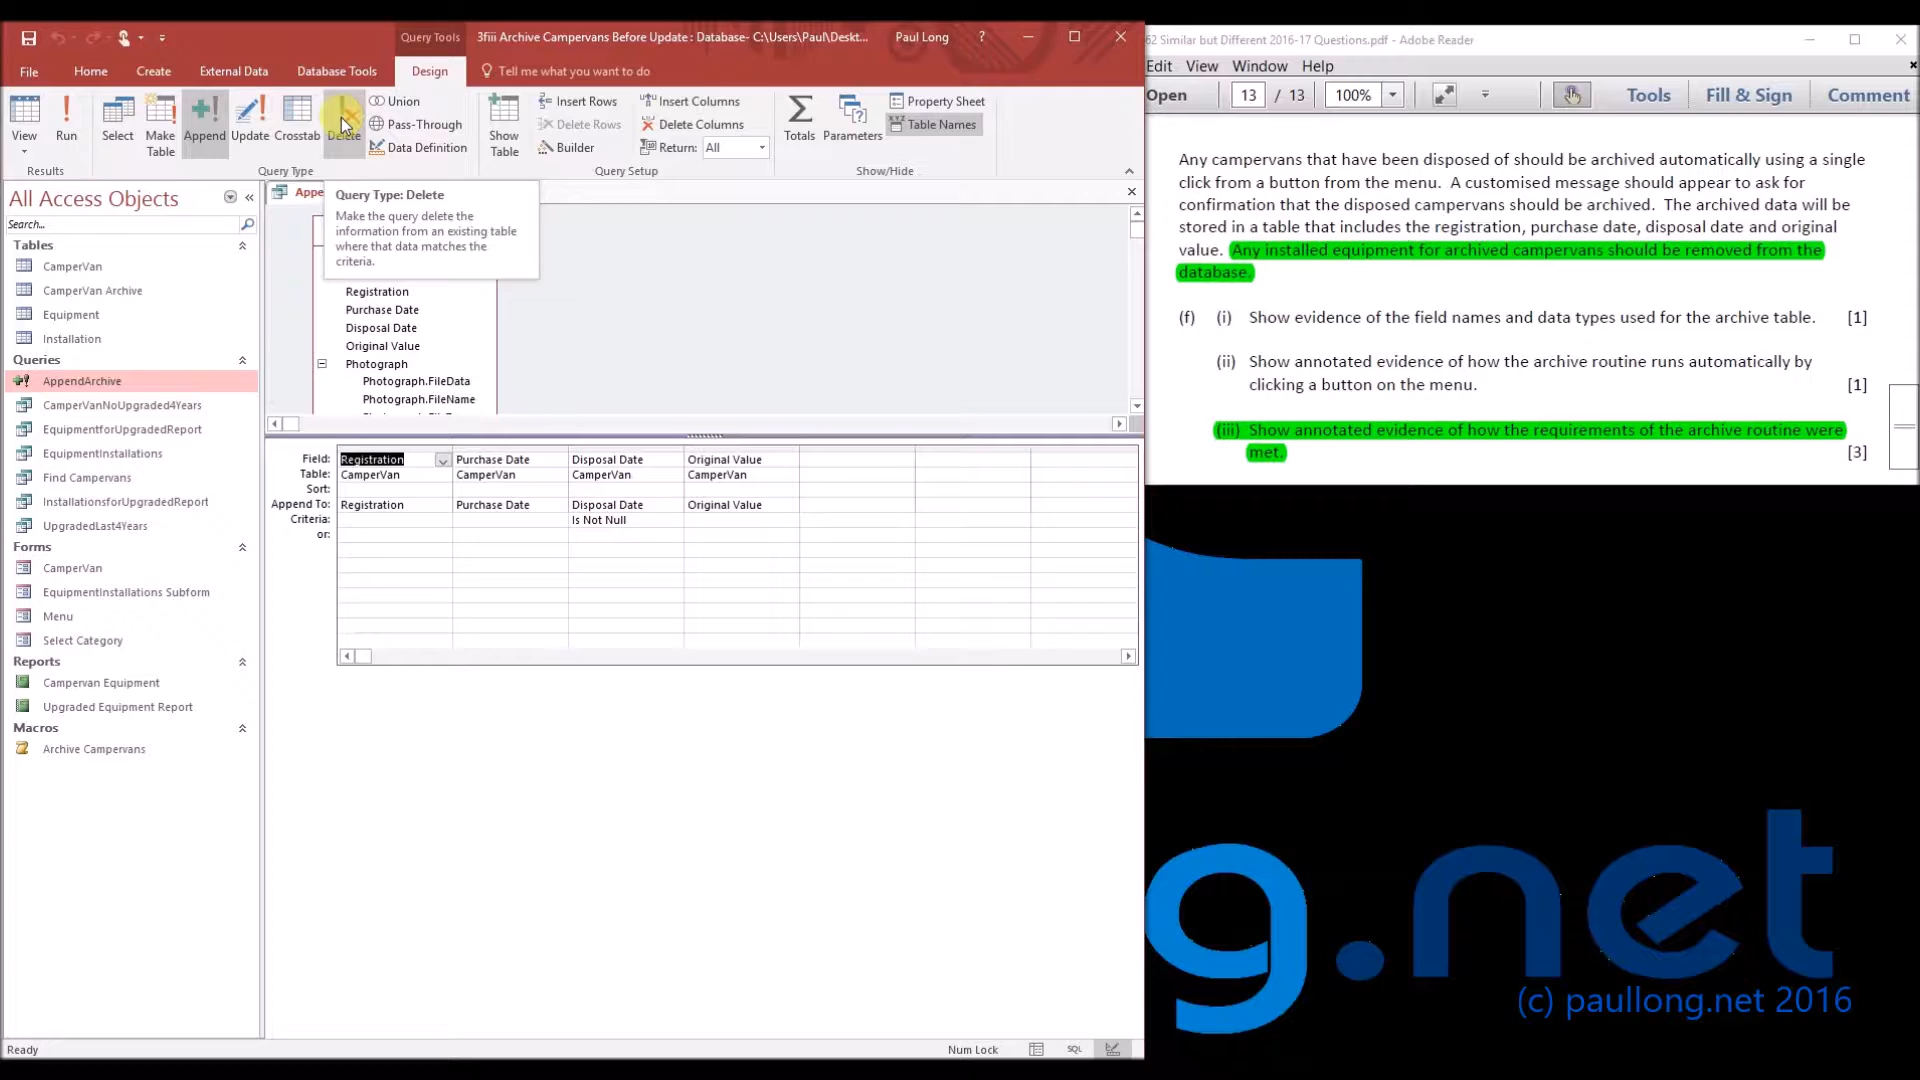 Query Tools
3fiii Archive Campervans Before Update : Database- C:\Users\Paul\Deskt...
Paul Long
?
File
Home
Create
External Data
Database Tools
Design
Tell me what you want to do
View
Run
Select
Make Table
Append
Update
Crosstab
Delete
Union
Pass-Through
Data Definition
Show Table
Insert Rows
Delete Rows
Builder
Insert Columns
Delete Columns
Return: All
Totals
Parameters
Property Sheet
Table Names
Results
Query Type
Query Setup
Show/Hide
All Access Objects
Search...
Tables
CamperVan
CamperVan Archive
Equipment
Installation
Queries
AppendArchive
CamperVanNoUpgraded4Years
EquipmentforUpgradedReport
EquipmentInstallations
Find Campervans
InstallationsforUpgradedReport
UpgradedLast4Years
Forms
CamperVan
EquipmentInstallations Subform
Menu
Select Category
Reports
Campervan Equipment
Upgraded Equipment Report
Macros
Archive Campervans
Appe
Query Type: Delete
Make the query delete the
information from an existing table
where that data matches the
criteria.
Registration
Purchase Date
Disposal Date
Original Value
Photograph
Photograph.FileData
Photograph.FileName
Field: Registration Purchase Date Disposal Date Original Value
Table: CamperVan CamperVan CamperVan CamperVan
Sort:
Append To: Registration Purchase Date Disposal Date Original Value
Criteria: Is Not Null
or:
Ready
Num Lock
SQL
62 Similar but Different 2016-17 Questions.pdf - Adobe Reader
Edit View Window Help
Open
13 / 13
100%
Tools
Fill & Sign
Comment
Any campervans that have been disposed of should be archived automatically using a single
click from a button from the menu. A customised message should appear to ask for
confirmation that the disposed campervans should be archived. The archived data will be
stored in a table that includes the registration, purchase date, disposal date and original
value. Any installed equipment for archived campervans should be removed from the
database.
(f) (i) Show evidence of the field names and data types used for the archive table. [1]
(ii) Show annotated evidence of how the archive routine runs automatically by
clicking a button on the menu. [1]
(iii) Show annotated evidence of how the requirements of the archive routine were
met. [3]
g.net
(c) paullong.net 2016